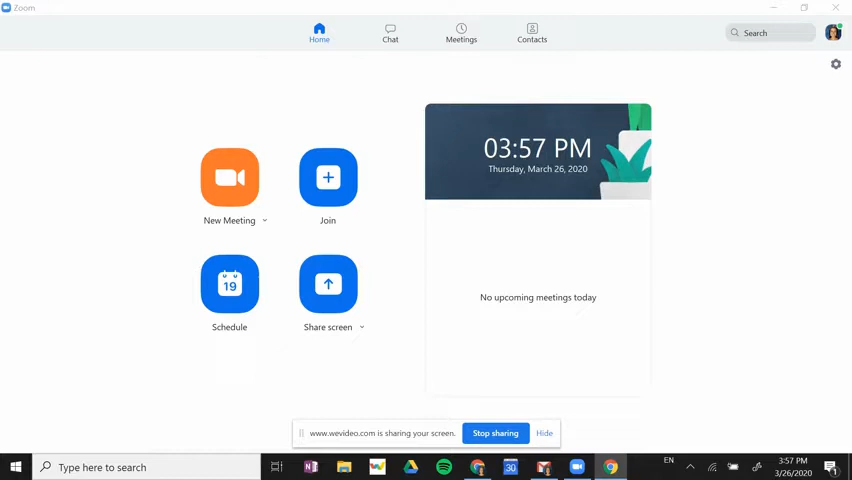 Zoom
Home
Chat
Meetings
Contacts
Search
03:57 PM
Thursday, March 26, 2020
New Meeting
Join
19
Schedule
Share screen
No upcoming meetings today
www.wevideo.com is sharing your screen.
Stop sharing
Hide
Type here to search
N
30
EN
3:57 PM
3/26/2020
1